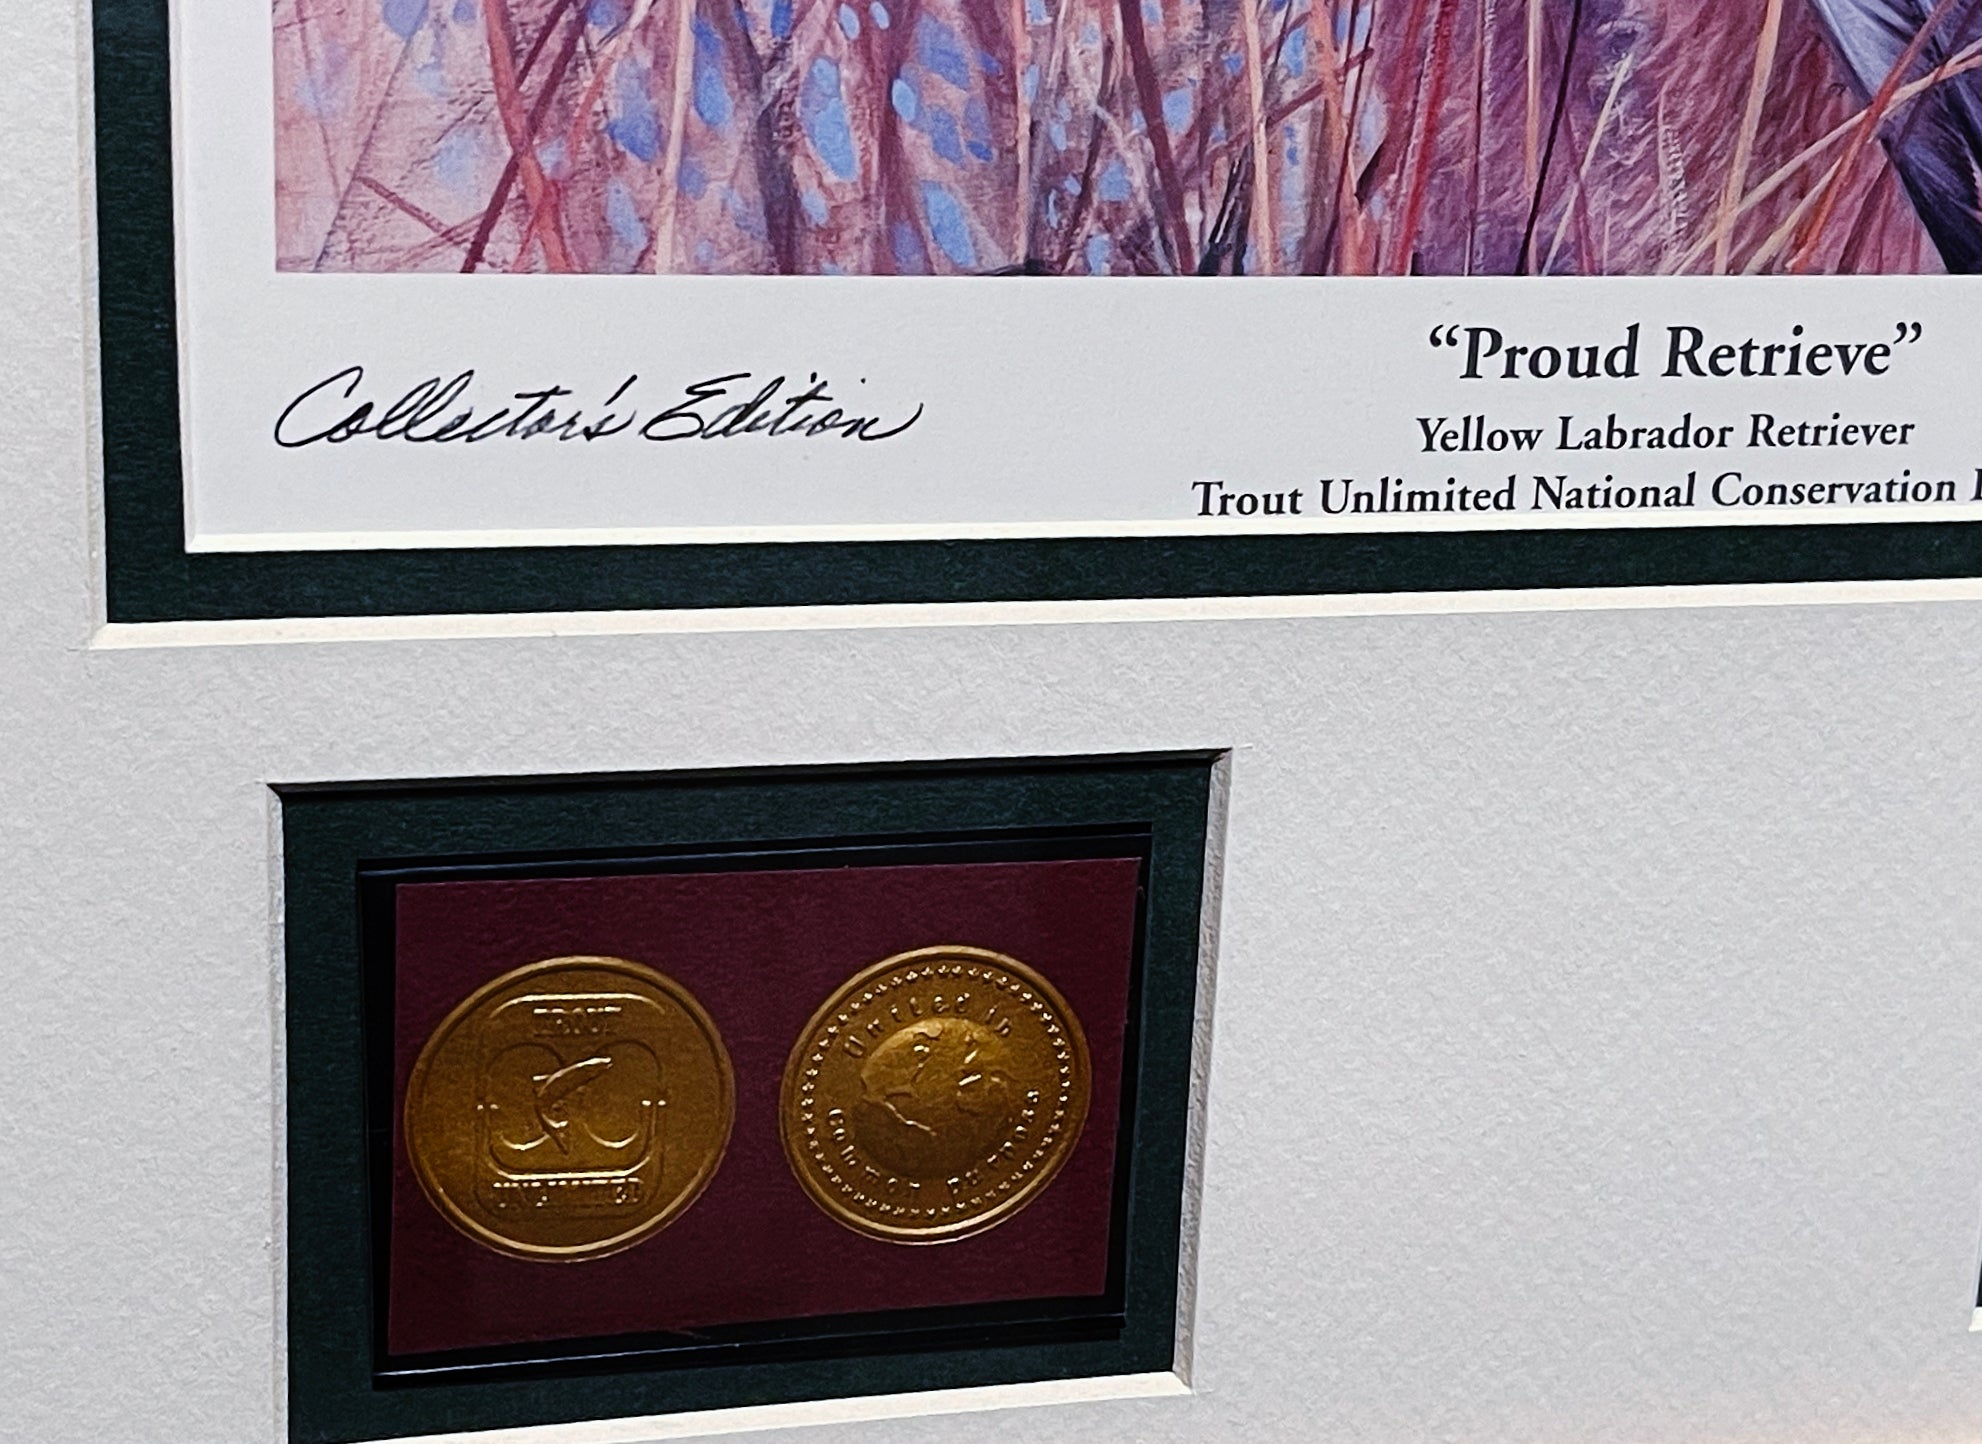 “Proud Retrieve”
Collector's Edition
Yellow Labrador Retriever
Trout Unlimited National Conservation
TROUT
UNLIMITED
United in
Common purpose